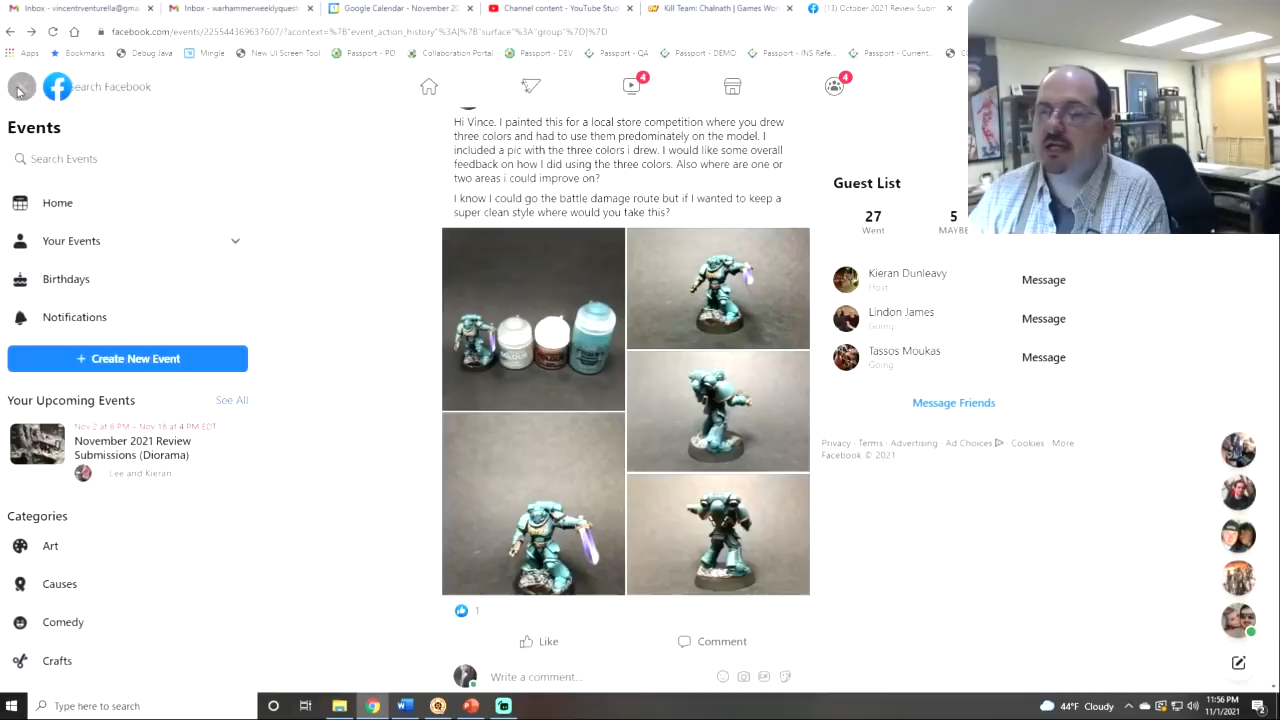 Inbox - vincentrventurella@gma
Inbox - warhammerweeklyquest
Google Calendar - November 20
Channel content - YouTube Stud
Kill Team: Chalnath | Games Wor
(13) October 2021 Review Subm
facebook.com/events/225544369637607/?acontext=%7B"event_action_history"%3A[%7B"surface"%3A"group"%7D]%7D
Apps
Bookmarks
Debug Java
Mingle
New UI Screen Tool
Passport - PO
Collaboration Portal
Passport - DEV
Passport - QA
Passport - DEMO
Passport - INS Refe...
Passport - Current...
Search Facebook
4
4
Events
Search Events
Home
Your Events
Birthdays
Notifications
+ Create New Event
Your Upcoming Events
See All
Nov 2 at 6 PM – Nov 16 at 4 PM EDT
November 2021 Review
Submissions (Diorama)
Lee and Kieran
Categories
Art
Causes
Comedy
Crafts
Hi Vince. I painted this for a local store competition where you drew
three colors and had to use them predominately on the model. I
included a pic with the three colors i drew. I would like some overall
feedback on how I did using the three colors. Also where are one or
two areas i could improve on?
I know I could go the battle damage route but if I wanted to keep a
super clean style where would you take this?
1
Like
Comment
Write a comment...
Guest List
27
Went
5
MAYBE
Kieran Dunleavy
Host
Message
Lindon James
Going
Message
Tassos Moukas
Going
Message
Message Friends
Privacy · Terms · Advertising · Ad Choices · Cookies · More
Facebook © 2021
Type here to search
44°F Cloudy
11:56 PM
11/1/2021
2